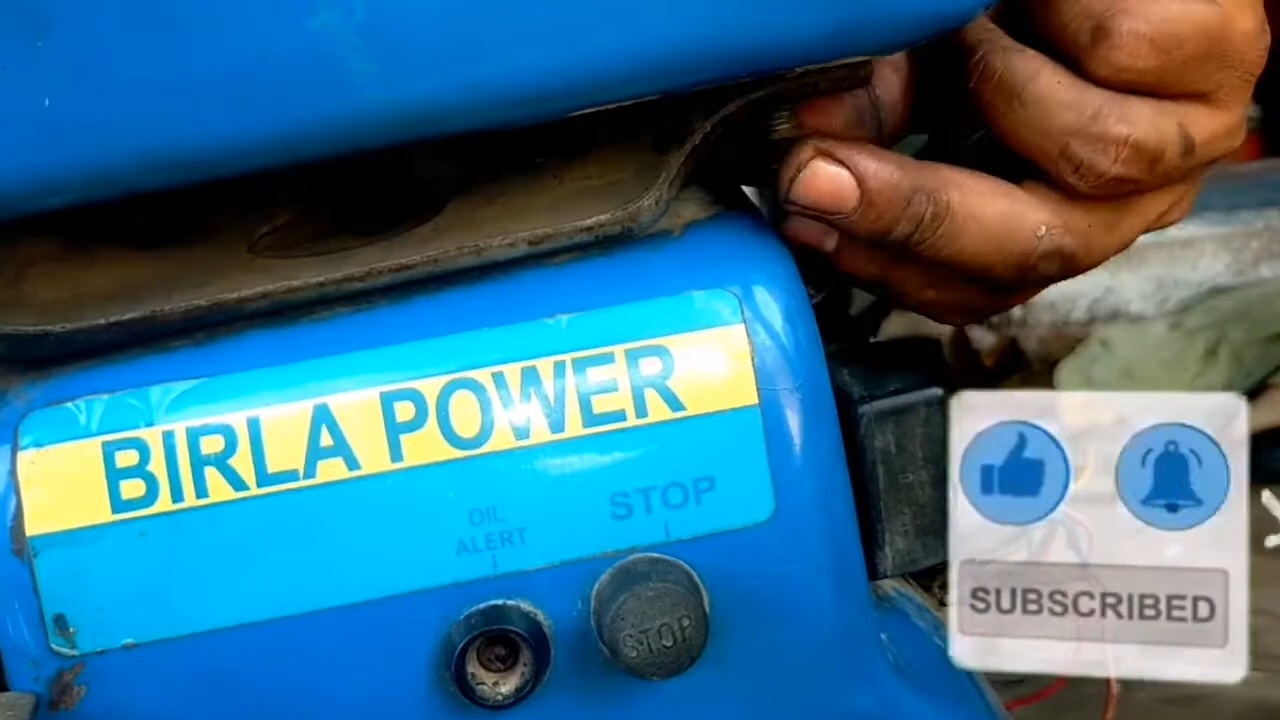 BIRLA POWER
OIL
ALERT
STOP
STOP
SUBSCRIBED